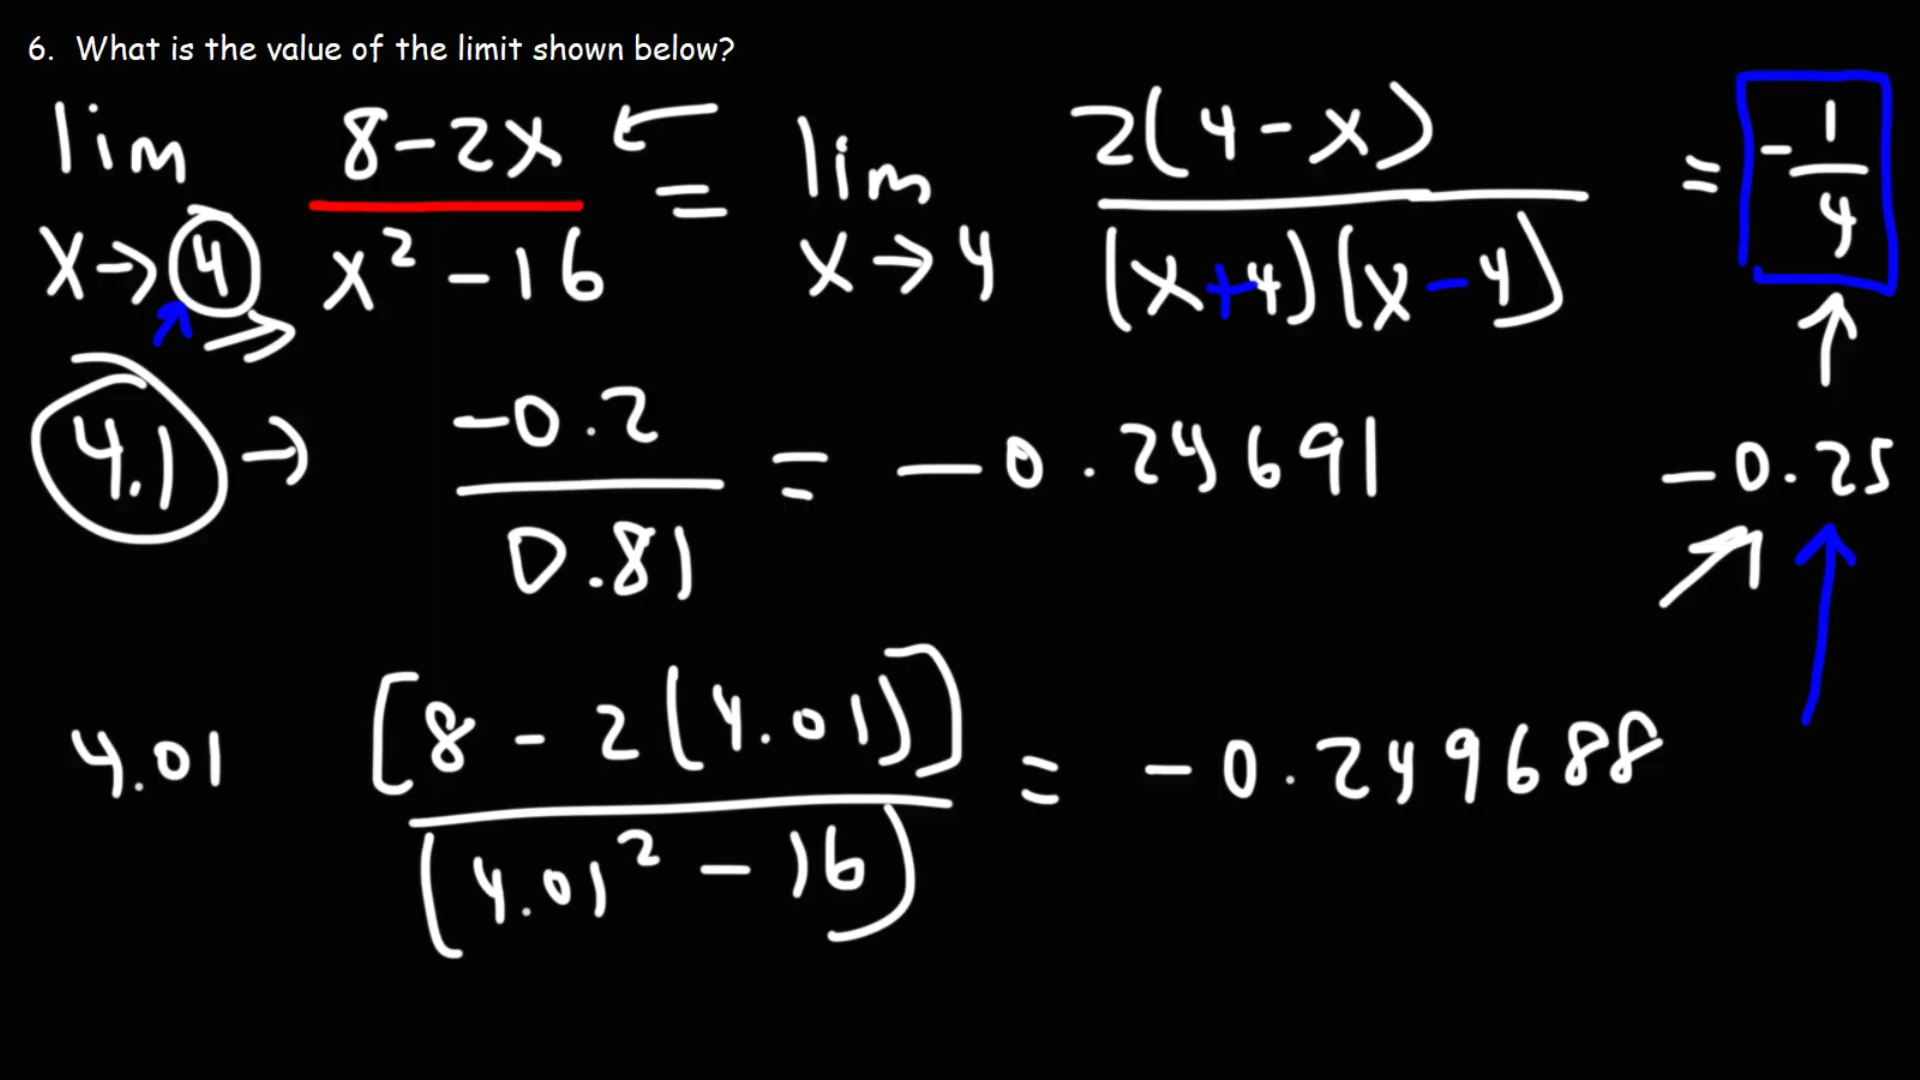 6. What is the value of the limit shown below?
lim x→4 (8-2x)/(x²-16) = lim x→4 2(4-x)/((x+4)(x-4)) = -1/4
4.1 → -0.2/0.81 = -0.24691
-0.25
4.01 [8-2(4.01)]/(4.01²-16) = -0.249688